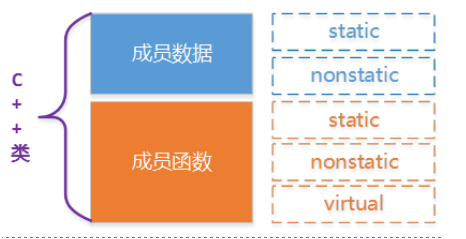 C++类
成员数据
static
nonstatic
成员函数
static
nonstatic
virtual